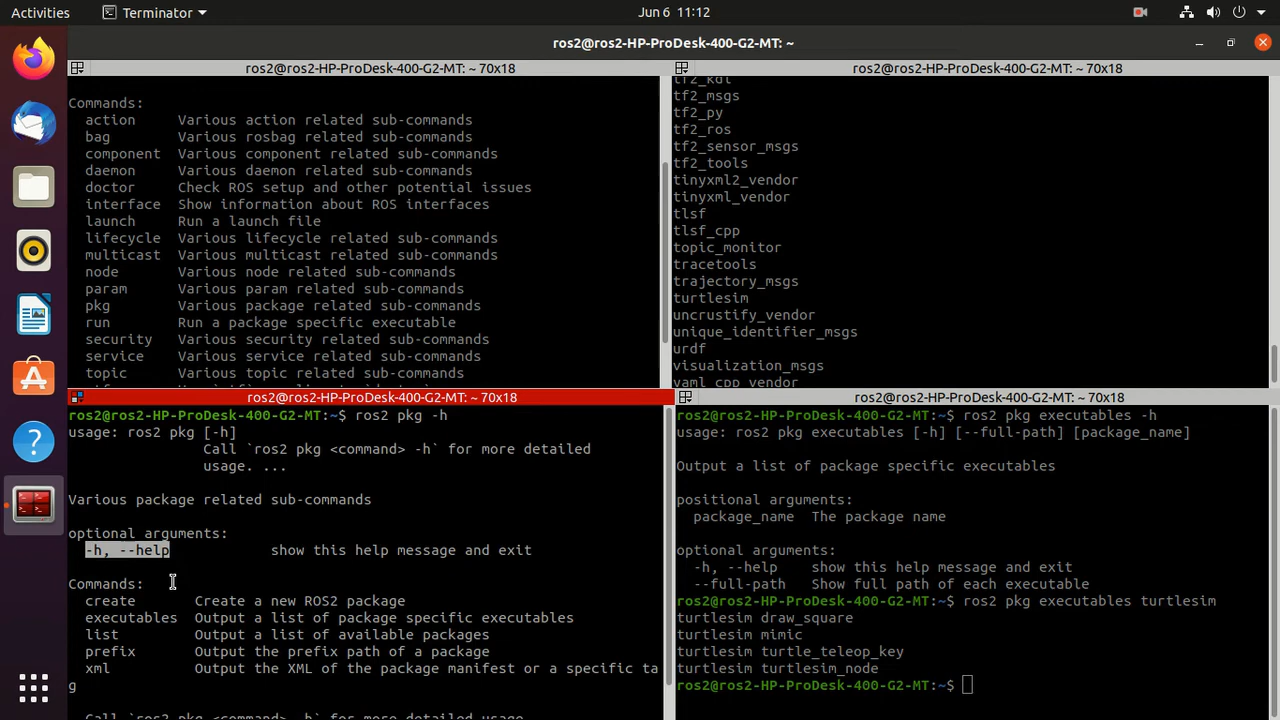 Activities
Terminator
Jun 6 11:12
ros2@ros2-HP-ProDesk-400-G2-MT: ~
ros2@ros2-HP-ProDesk-400-G2-MT: ~ 70x18
Commands:
action Various action related sub-commands
bag Various rosbag related sub-commands
component Various component related sub-commands
daemon Various daemon related sub-commands
doctor Check ROS setup and other potential issues
interface Show information about ROS interfaces
launch Run a launch file
lifecycle Various lifecycle related sub-commands
multicast Various multicast related sub-commands
node Various node related sub-commands
param Various param related sub-commands
pkg Various package related sub-commands
run Run a package specific executable
security Various security related sub-commands
service Various service related sub-commands
topic Various topic related sub-commands
ros2@ros2-HP-ProDesk-400-G2-MT: ~ 70x18
tf2_kdl
tf2_msgs
tf2_py
tf2_ros
tf2_sensor_msgs
tf2_tools
tinyxml2_vendor
tinyxml_vendor
tlsf
tlsf_cpp
topic_monitor
tracetools
trajectory_msgs
turtlesim
uncrustify_vendor
unique_identifier_msgs
urdf
visualization_msgs
yaml_cpp_vendor
ros2@ros2-HP-ProDesk-400-G2-MT: ~ 70x18
ros2@ros2-HP-ProDesk-400-G2-MT:~$ ros2 pkg -h
usage: ros2 pkg [-h]
Call `ros2 pkg <command> -h` for more detailed
usage. ...
Various package related sub-commands
optional arguments:
-h, --help show this help message and exit
Commands:
create Create a new ROS2 package
executables Output a list of package specific executables
list Output a list of available packages
prefix Output the prefix path of a package
xml Output the XML of the package manifest or a specific ta
g
Call `ros2 pkg <command> -h` for more detailed usage.
ros2@ros2-HP-ProDesk-400-G2-MT: ~ 70x18
ros2@ros2-HP-ProDesk-400-G2-MT:~$ ros2 pkg executables -h
usage: ros2 pkg executables [-h] [--full-path] [package_name]
Output a list of package specific executables
positional arguments:
package_name The package name
optional arguments:
-h, --help show this help message and exit
--full-path Show full path of each executable
ros2@ros2-HP-ProDesk-400-G2-MT:~$ ros2 pkg executables turtlesim
turtlesim draw_square
turtlesim mimic
turtlesim turtle_teleop_key
turtlesim turtlesim_node
ros2@ros2-HP-ProDesk-400-G2-MT:~$